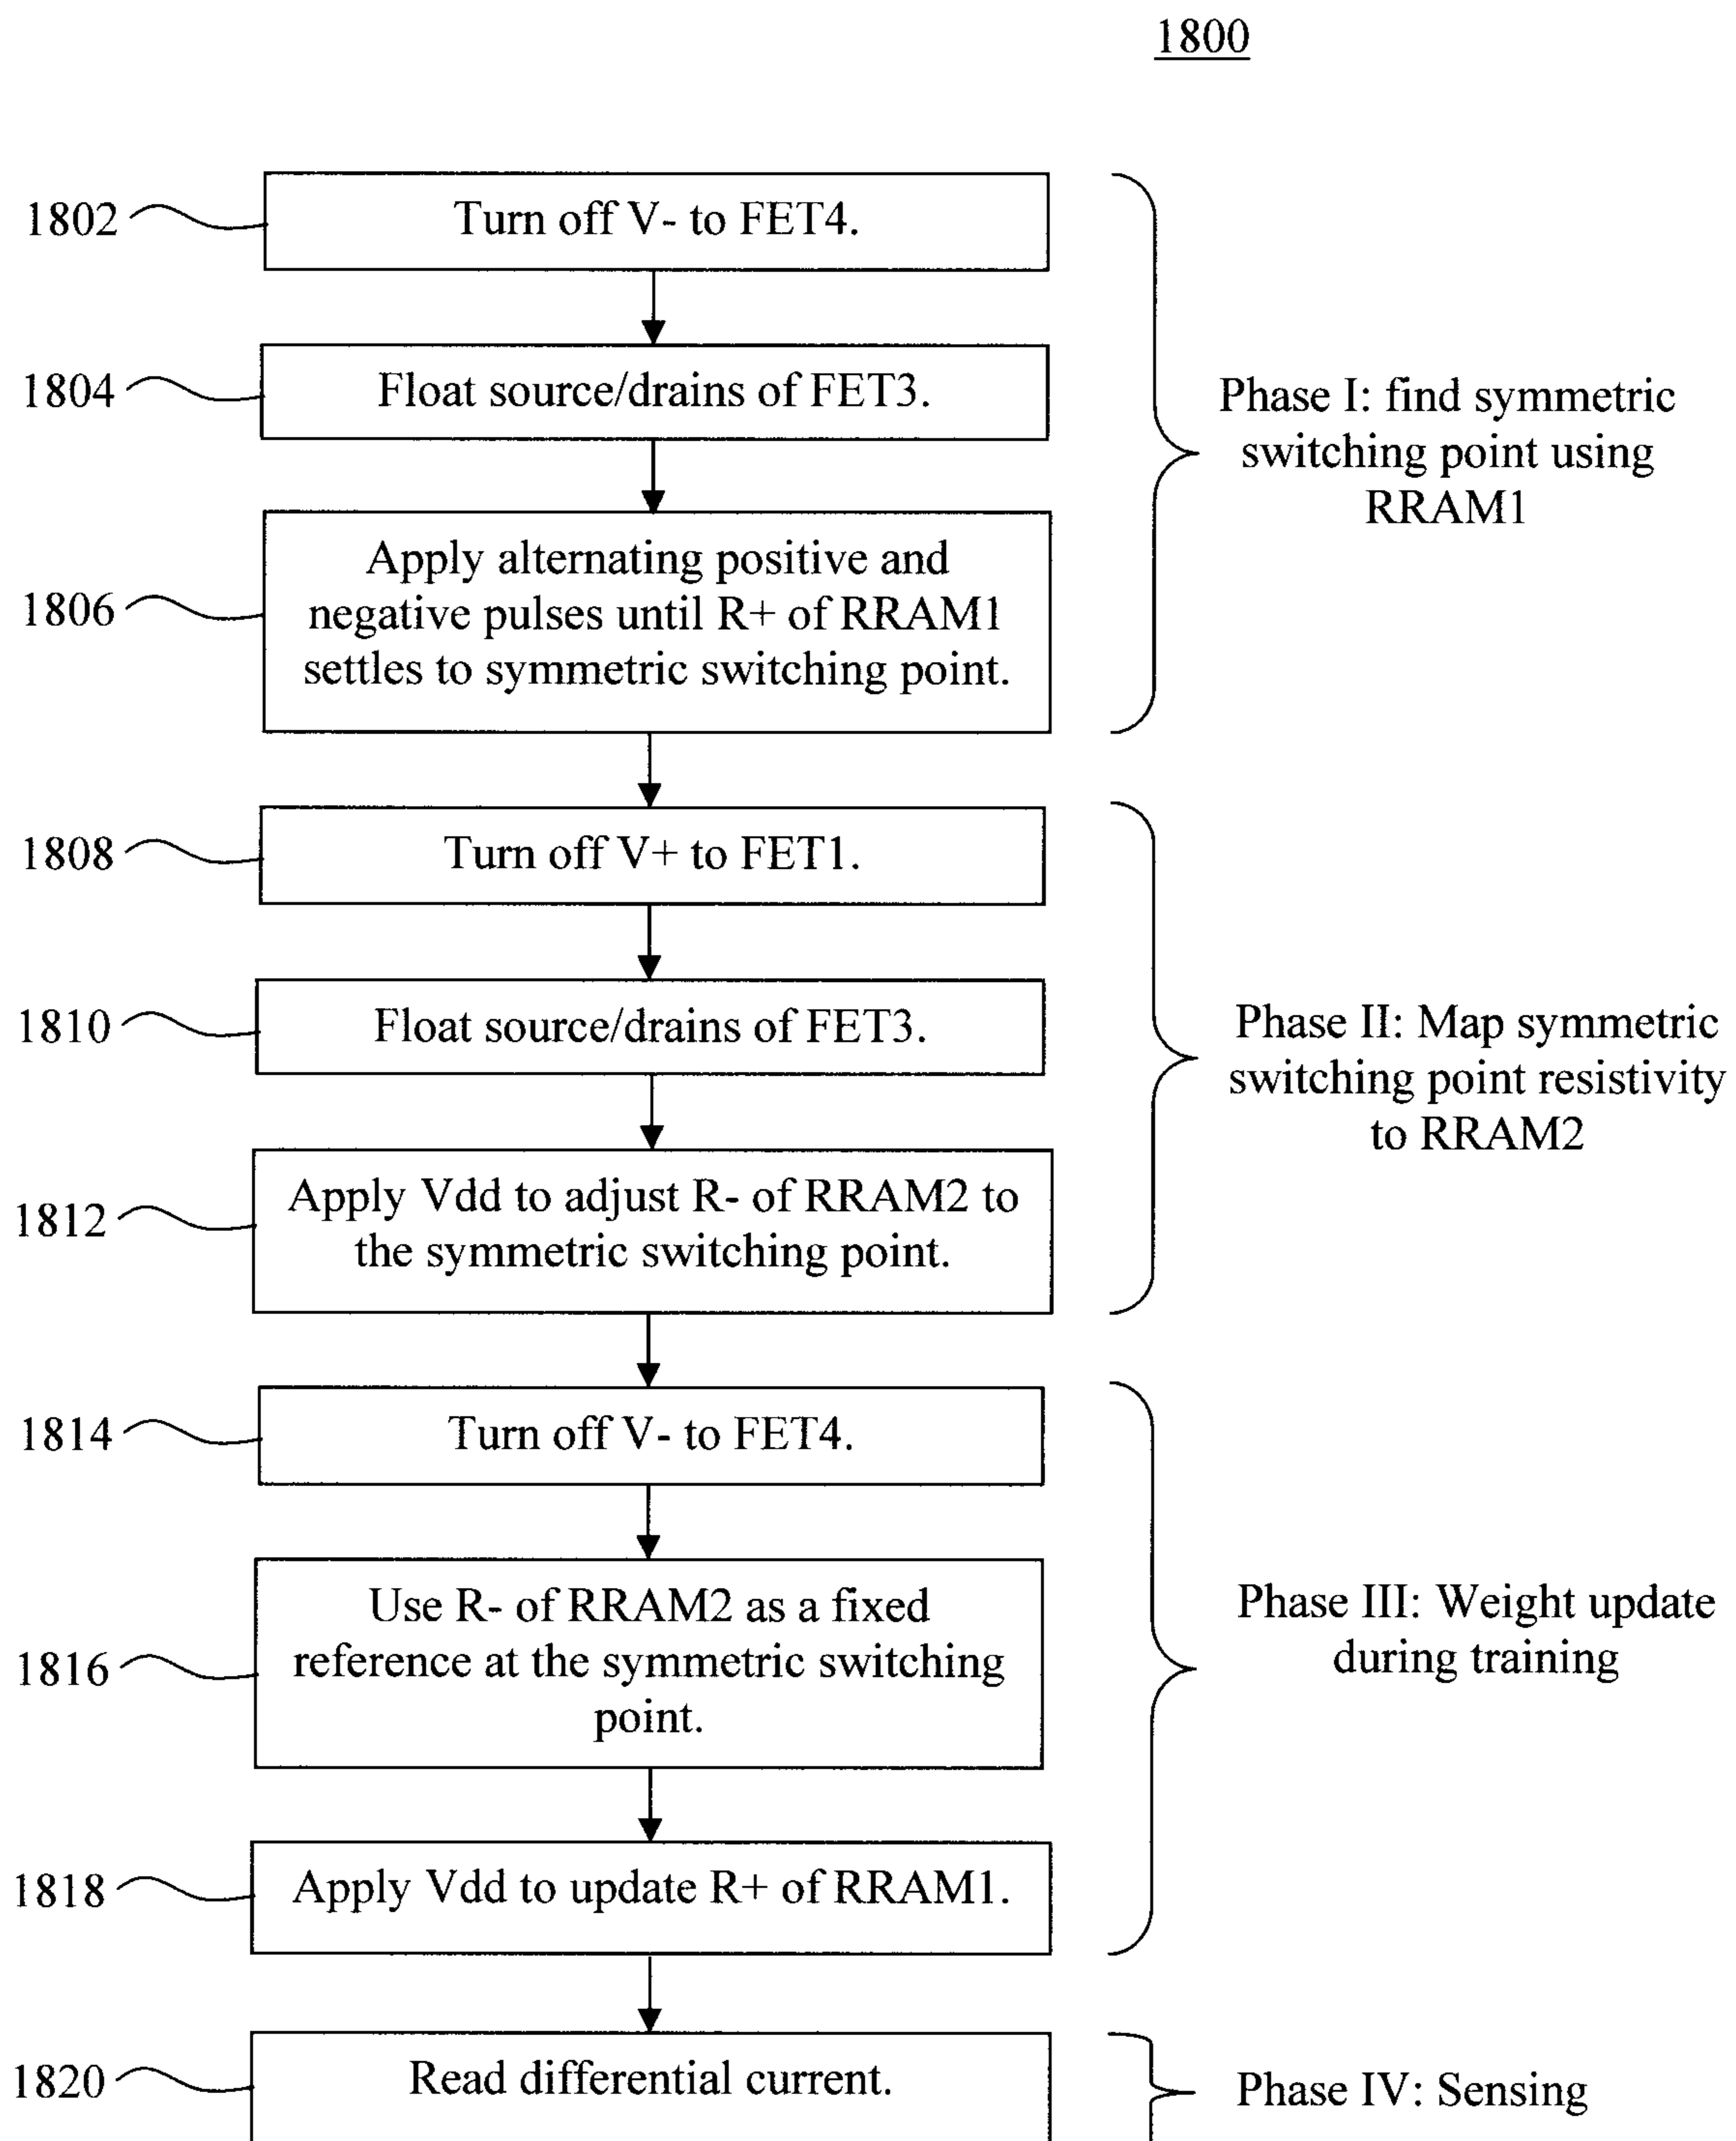 1800
1802
Turn off V- to FET4.
1804
Float source/drains of FET3.
1806
Apply alternating positive and
negative pulses until R+ of RRAM1
settles to symmetric switching point.
Phase I: find symmetric
switching point using
RRAM1
1808
Turn off V+ to FET1.
1810
Float source/drains of FET3.
1812
Apply Vdd to adjust R- of RRAM2 to
the symmetric switching point.
Phase II: Map symmetric
switching point resistivity
to RRAM2
1814
Turn off V- to FET4.
1816
Use R- of RRAM2 as a fixed
reference at the symmetric switching
point.
1818
Apply Vdd to update R+ of RRAM1.
Phase III: Weight update
during training
1820
Read differential current.
Phase IV: Sensing